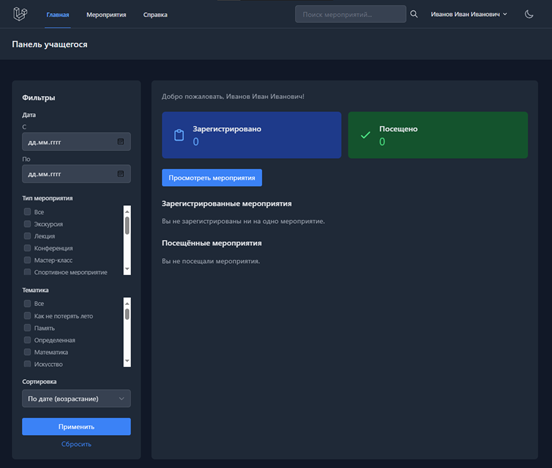 Главная Мероприятия Справка Поиск мероприятий... Иванов Иван Иванович
Панель учащегося
Фильтры
Дата
С
дд.мм.гггг
По
дд.мм.гггг
Тип мероприятия
Все
Экскурсия
Лекция
Конференция
Мастер-класс
Спортивное мероприятие
Тематика
Все
Как не потерять лето
Память
Определенная
Математика
Искусство
Сортировка
По дате (возрастание)
Применить
Сбросить
Добро пожаловать, Иванов Иван Иванович!
Зарегистрировано
0
Посещено
0
Просмотреть мероприятия
Зарегистрированные мероприятия
Вы не зарегистрированы ни на одно мероприятие.
Посещённые мероприятия
Вы не посещали мероприятия.